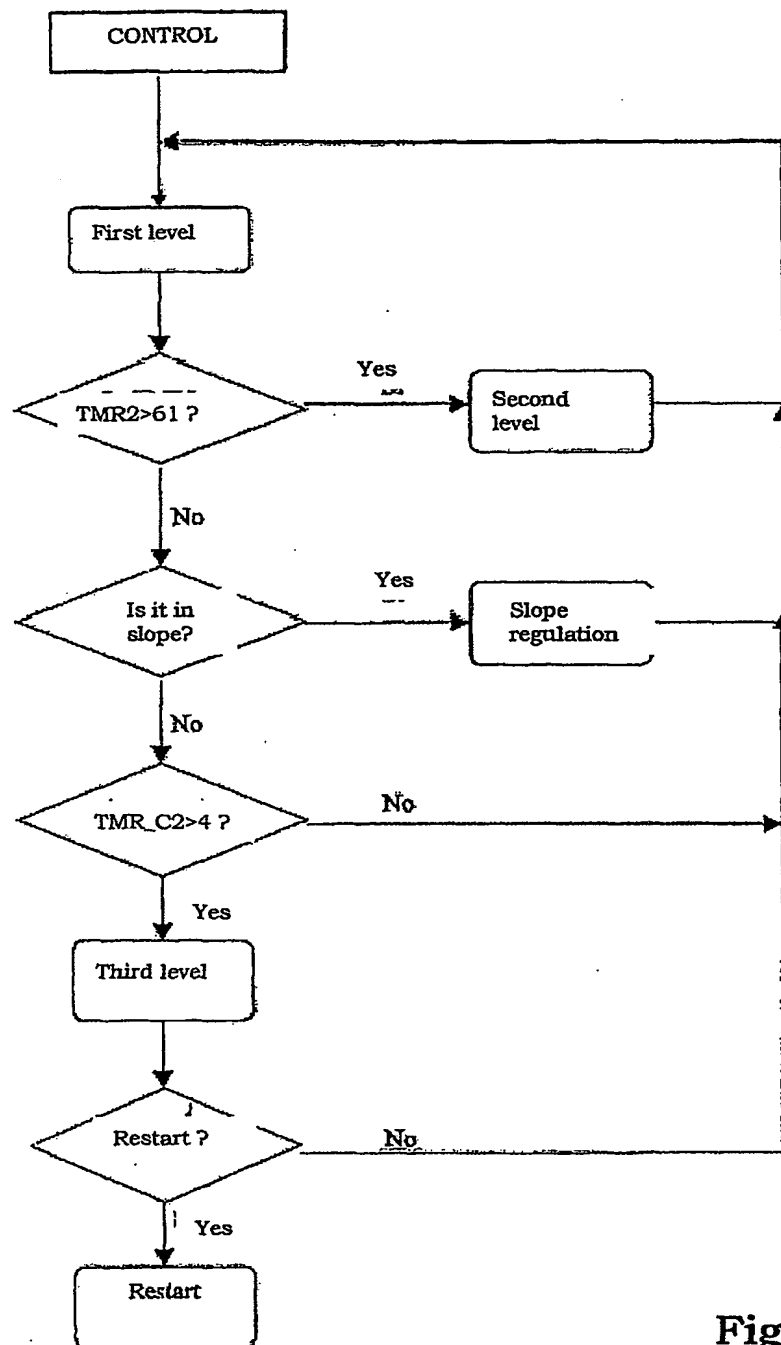 CONTROL
First level
TMR2>61 ?
Yes
Second
level
No
Is it in
slope?
Yes
Slope
regulation
No
TMR_C2>4 ?
No
Yes
Third level
Restart ?
No
Yes
Restart
Fig